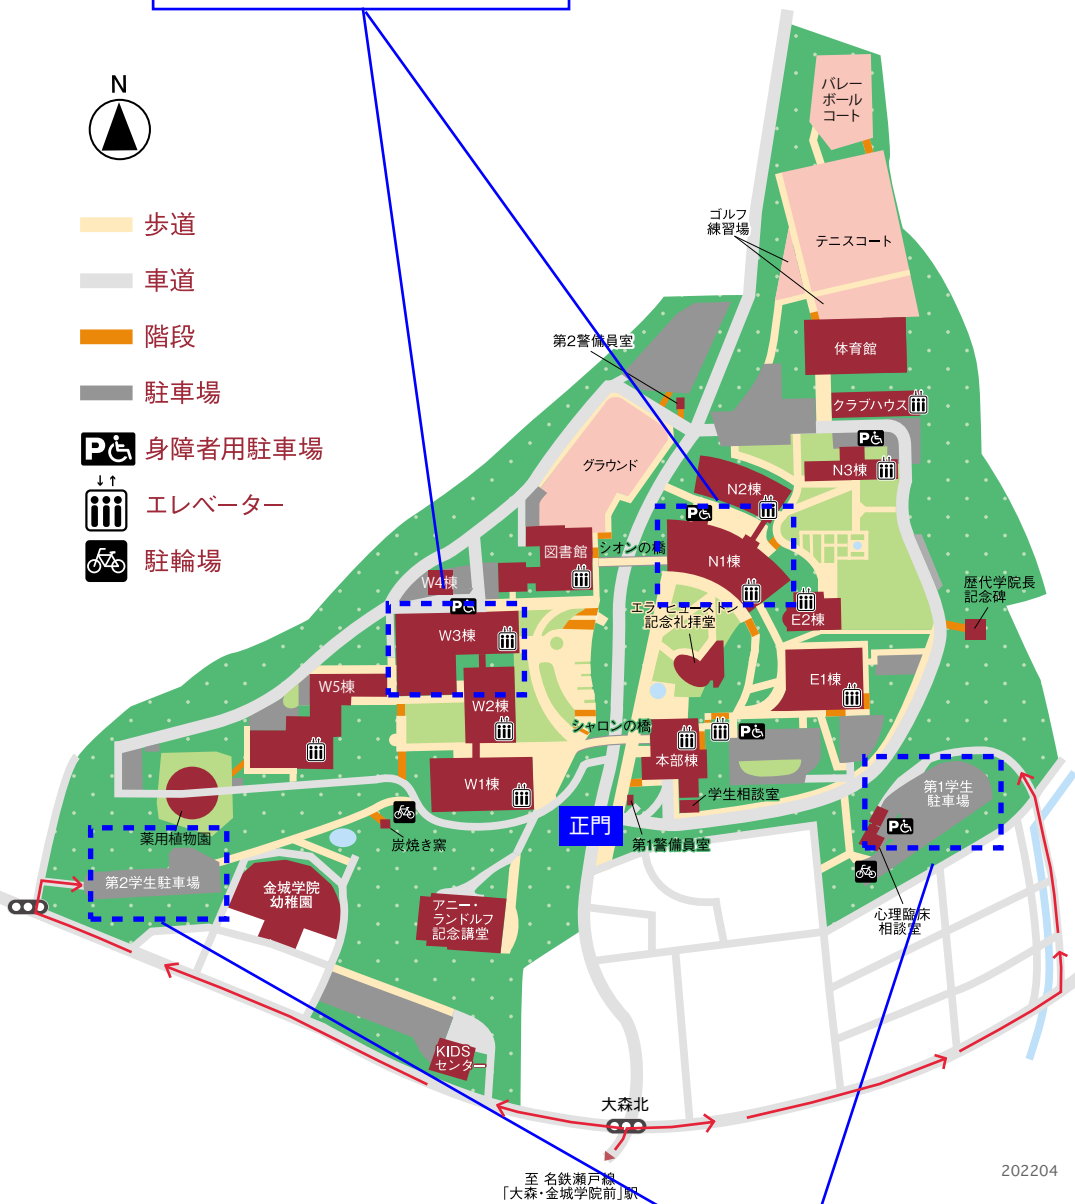 N
歩道
車道
階段
駐車場
P
身障者用駐車場
エレベーター
駐輪場
バレー
ボール
コート
ゴルフ
練習場
テニスコート
第2警備員室
体育館
クラブハウス
P
グラウンド
N2棟
N3棟
P
図書館
シオンの橋
N1棟
W4棟
歴代学院長
記念碑
エラ・ヒューストン
記念礼拝堂
P
E2棟
W3棟
W5棟
E1棟
W2棟
シャロンの橋
P
本部棟
W1棟
学生相談室
第1学生
駐車場
正門
P
薬用植物園
炭焼き窯
第1警備員室
第2学生駐車場
金城学院
幼稚園
アニー・
ランドルフ
記念講堂
心理臨床
相談室
KIDS
センター
大森北
至 名鉄瀬戸線
「大森・金城学院前」駅
202204